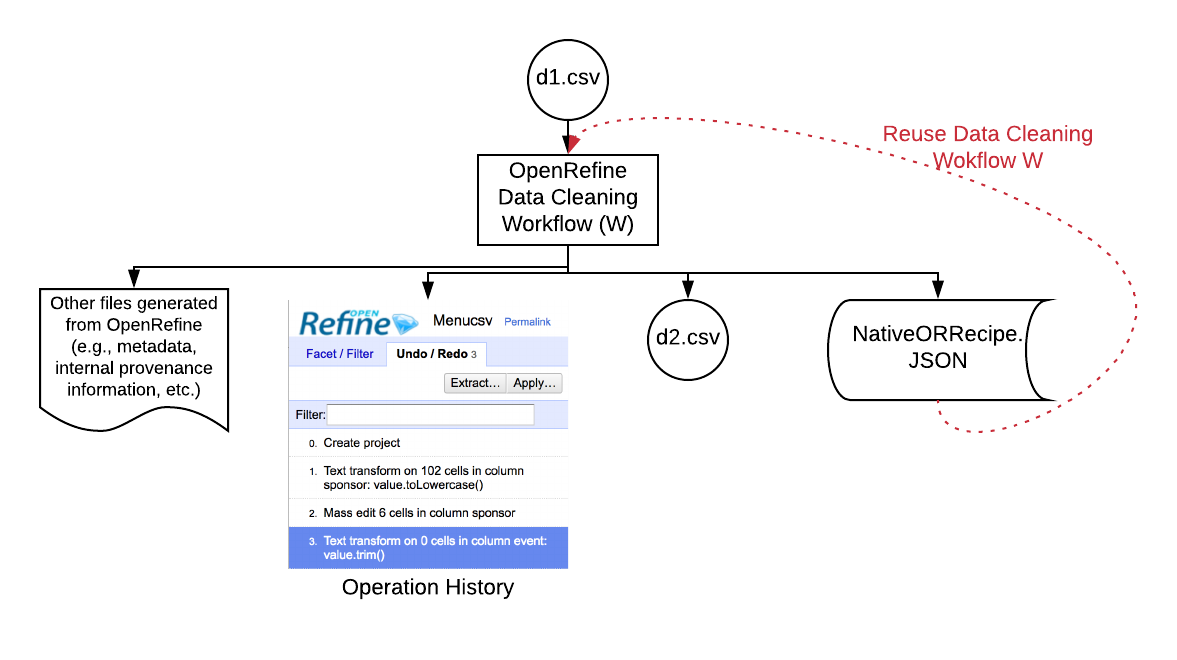 d1.csv
Reuse Data Cleaning
Wokflow W
OpenRefine
Data Cleaning
Workflow (W)
Other files generated
from OpenRefine
(e.g., metadata,
internal provenance
information, etc.)
OPEN
Refine
Menucsv Permalink
Facet / Filter Undo / Redo 3
Extract... Apply...
Filter:
0. Create project
1. Text transform on 102 cells in column
sponsor: value.toLowercase()
2. Mass edit 6 cells in column sponsor
3. Text transform on 0 cells in column event:
value.trim()
Operation History
d2.csv
NativeORRecipe.
JSON